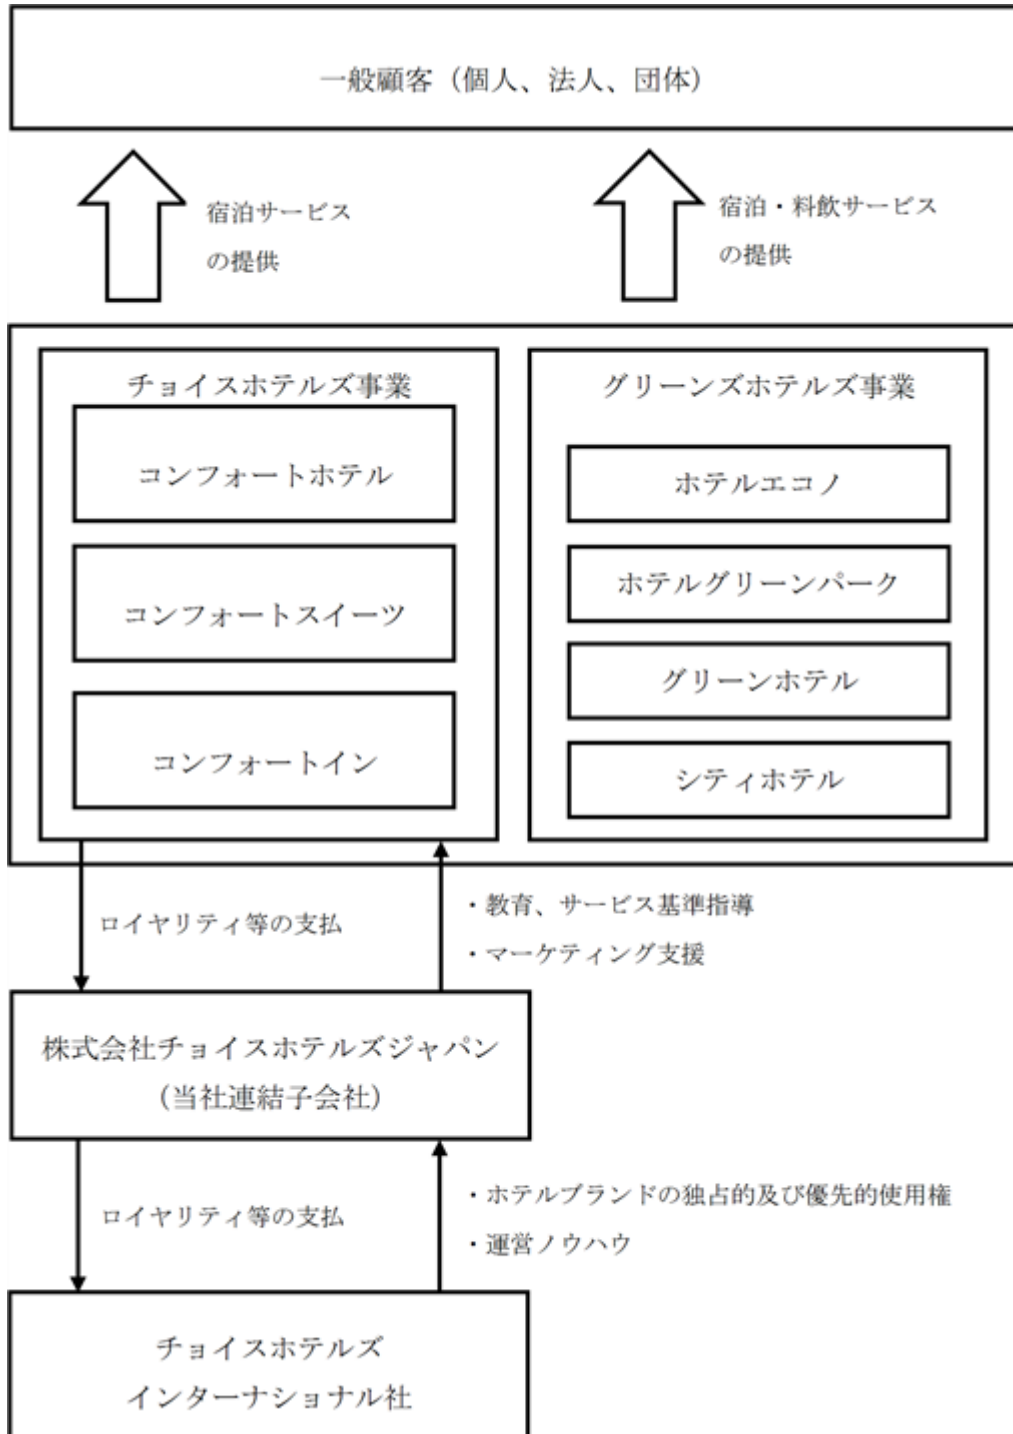 一般顧客（個人、法人、団体）
宿泊サービス
の提供
宿泊・料飲サービス
の提供
チョイスホテルズ事業
コンフォートホテル
コンフォートスイーツ
コンフォートイン
グリーンズホテルズ事業
ホテルエコノ
ホテルグリーンパーク
グリーンホテル
シティホテル
ロイヤリティ等の支払
・教育、サービス基準指導
・マーケティング支援
株式会社チョイスホテルズジャパン
（当社連結子会社）
ロイヤリティ等の支払
・ホテルブランドの独占的及び優先的使用権
・運営ノウハウ
チョイスホテルズ
インターナショナル社